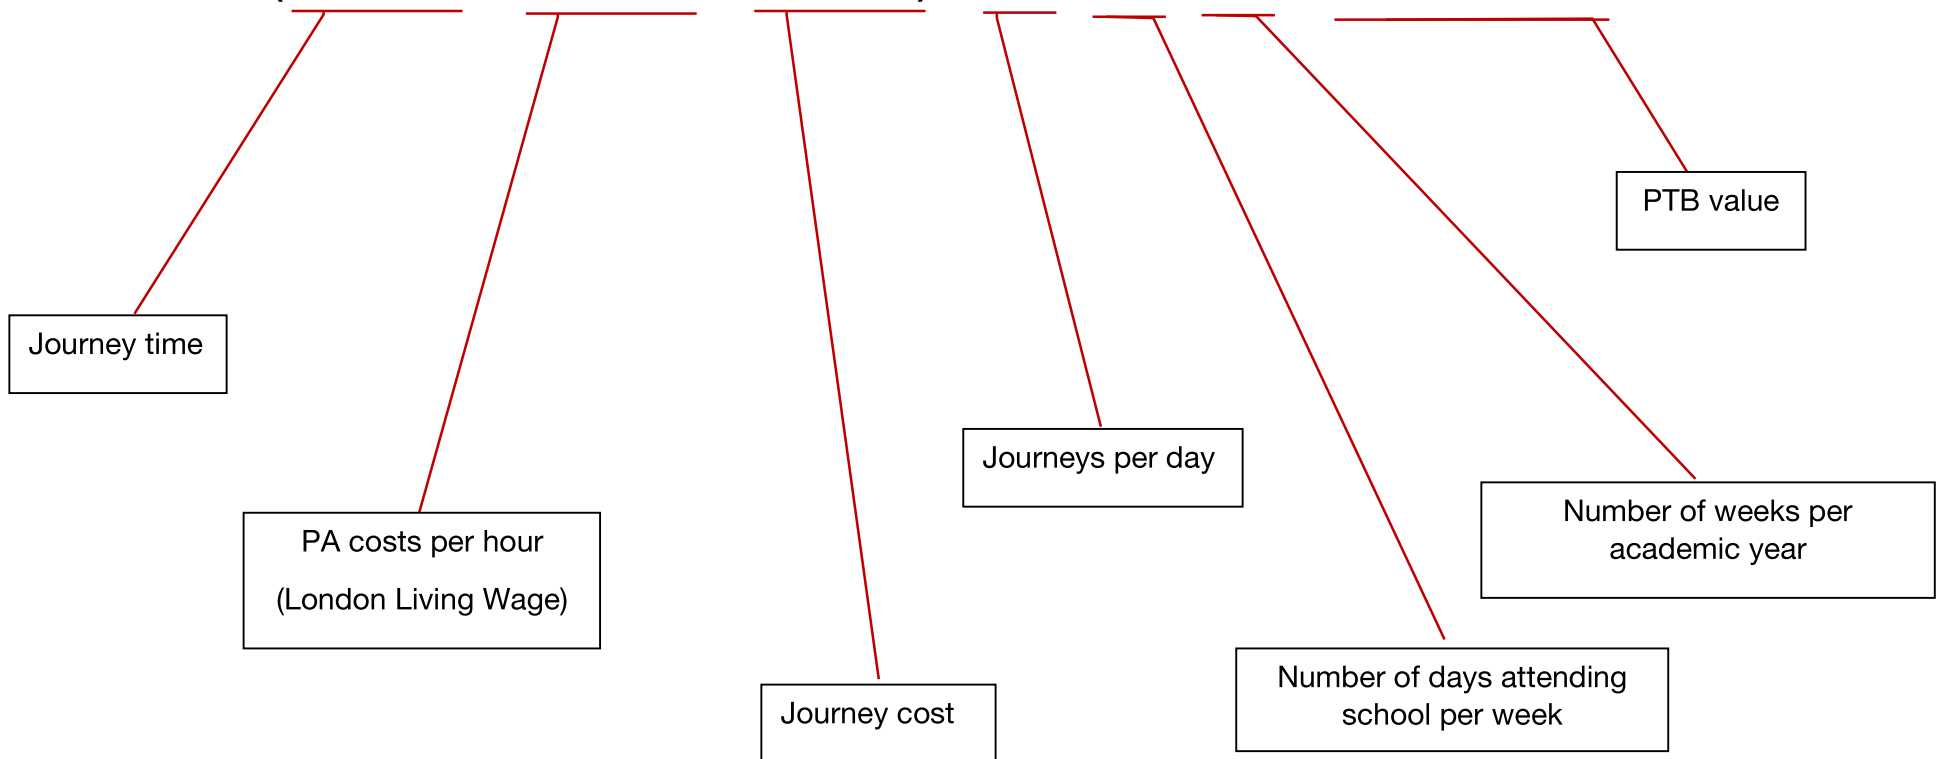 PTB value
Journey time
Journeys per day
Number of weeks per
academic year
PA costs per hour
(London Living Wage)
Number of days attending
school per week
Journey cost